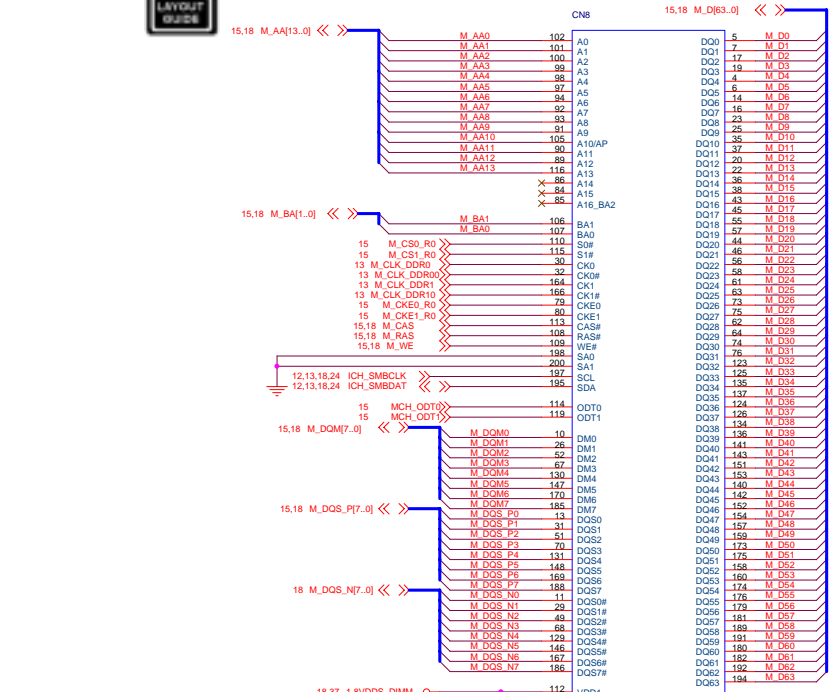 LAYOUT
GUIDE
CN8
15,18 M_D[63..0]
15,18 M_AA[13..0]
M_AA0 102 A0 DQ0 5 M_D0
M_AA1 101 A1 DQ1 7 M_D1
M_AA2 100 A2 DQ2 17 M_D2
M_AA3 99 A3 DQ3 19 M_D3
M_AA4 98 A4 DQ4 4 M_D4
M_AA5 97 A5 DQ5 6 M_D5
M_AA6 94 A6 DQ6 14 M_D6
M_AA7 92 A7 DQ7 16 M_D7
M_AA8 93 A8 DQ8 23 M_D8
M_AA9 91 A9 DQ9 25 M_D9
M_AA10 105 A10/AP DQ10 35 M_D10
M_AA11 90 A11 DQ11 37 M_D11
M_AA12 89 A12 DQ12 20 M_D12
M_AA13 116 A13 DQ13 22 M_D13
86 A14 DQ14 36 M_D14
84 A15 DQ15 38 M_D15
85 A16_BA2 DQ16 43 M_D16
15,18 M_BA[1..0] DQ17 45 M_D17
M_BA1 106 BA1 DQ18 55 M_D18
M_BA0 107 BA0 DQ19 57 M_D19
15 M_CS0_R0 110 S0# DQ20 44 M_D20
15 M_CS1_R0 115 S1# DQ21 46 M_D21
13 M_CLK_DDR0 30 CK0 DQ22 56 M_D22
13 M_CLK_DDR00 32 CK0# DQ23 58 M_D23
13 M_CLK_DDR1 164 CK1 DQ24 61 M_D24
13 M_CLK_DDR10 166 CK1# DQ25 63 M_D25
15 M_CKE0_R0 79 CKE0 DQ26 73 M_D26
15 M_CKE1_R0 80 CKE1 DQ27 75 M_D27
15,18 M_CAS 113 CAS# DQ28 62 M_D28
15,18 M_RAS 108 RAS# DQ29 64 M_D29
15,18 M_WE 109 WE# DQ30 74 M_D30
198 SA0 DQ31 76 M_D31
200 SA1 DQ32 123 M_D32
12,13,18,24 ICH_SMBCLK 197 SCL DQ33 125 M_D33
12,13,18,24 ICH_SMBDAT 195 SDA DQ34 135 M_D34
DQ35 137 M_D35
15 MCH_ODT0 114 ODT0 DQ36 124 M_D36
15 MCH_ODT1 119 ODT1 DQ37 126 M_D37
15,18 M_DQM[7..0] DQ38 134 M_D38
M_DQM0 10 DM0 DQ39 136 M_D39
M_DQM1 26 DM1 DQ40 141 M_D40
M_DQM2 52 DM2 DQ41 143 M_D41
M_DQM3 67 DM3 DQ42 151 M_D42
M_DQM4 130 DM4 DQ43 153 M_D43
M_DQM5 147 DM5 DQ44 140 M_D44
M_DQM6 170 DM6 DQ45 142 M_D45
M_DQM7 185 DM7 DQ46 152 M_D46
15,18 M_DQS_P[7..0] M_DQS_P0 13 DQS0 DQ47 154 M_D47
M_DQS_P1 31 DQS1 DQ48 157 M_D48
M_DQS_P2 51 DQS2 DQ49 159 M_D49
M_DQS_P3 70 DQS3 DQ50 173 M_D50
M_DQS_P4 131 DQS4 DQ51 175 M_D51
M_DQS_P5 148 DQS5 DQ52 158 M_D52
M_DQS_P6 169 DQS6 DQ53 160 M_D53
M_DQS_P7 188 DQS7 DQ54 174 M_D54
18 M_DQS_N[7..0] M_DQS_N0 11 DQS0# DQ55 176 M_D55
M_DQS_N1 29 DQS1# DQ56 179 M_D56
M_DQS_N2 49 DQS2# DQ57 181 M_D57
M_DQS_N3 68 DQS3# DQ58 189 M_D58
M_DQS_N4 129 DQS4# DQ59 191 M_D59
M_DQS_N5 146 DQS5# DQ60 180 M_D60
M_DQS_N6 167 DQS6# DQ61 182 M_D61
M_DQS_N7 186 DQS7# DQ62 192 M_D62
DQ63 194 M_D63
18,37 1.8VDDS_DIMM 112 VDD1